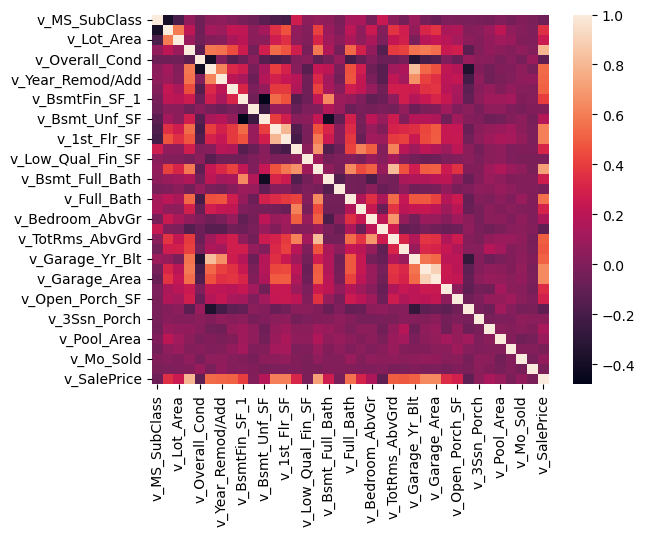 v_MS_SubClass
v_Lot_Area
v_Overall_Cond
v_Year_Remod/Add
v_BsmtFin_SF_1
v_Bsmt_Unf_SF
v_1st_Flr_SF
v_Low_Qual_Fin_SF
v_Bsmt_Full_Bath
v_Full_Bath
v_Bedroom_AbvGr
v_TotRms_AbvGrd
v_Garage_Yr_Blt
v_Garage_Area
v_Open_Porch_SF
v_3Ssn_Porch
v_Pool_Area
v_Mo_Sold
v_SalePrice
v_MS_SubClass
v_Lot_Area
v_Overall_Cond
v_Year_Remod/Add
v_BsmtFin_SF_1
v_Bsmt_Unf_SF
v_1st_Flr_SF
v_Low_Qual_Fin_SF
v_Bsmt_Full_Bath
v_Full_Bath
v_Bedroom_AbvGr
v_TotRms_AbvGrd
v_Garage_Yr_Blt
v_Garage_Area
v_Open_Porch_SF
v_3Ssn_Porch
v_Pool_Area
v_Mo_Sold
v_SalePrice
1.0
0.8
0.6
0.4
0.2
0.0
−0.2
−0.4